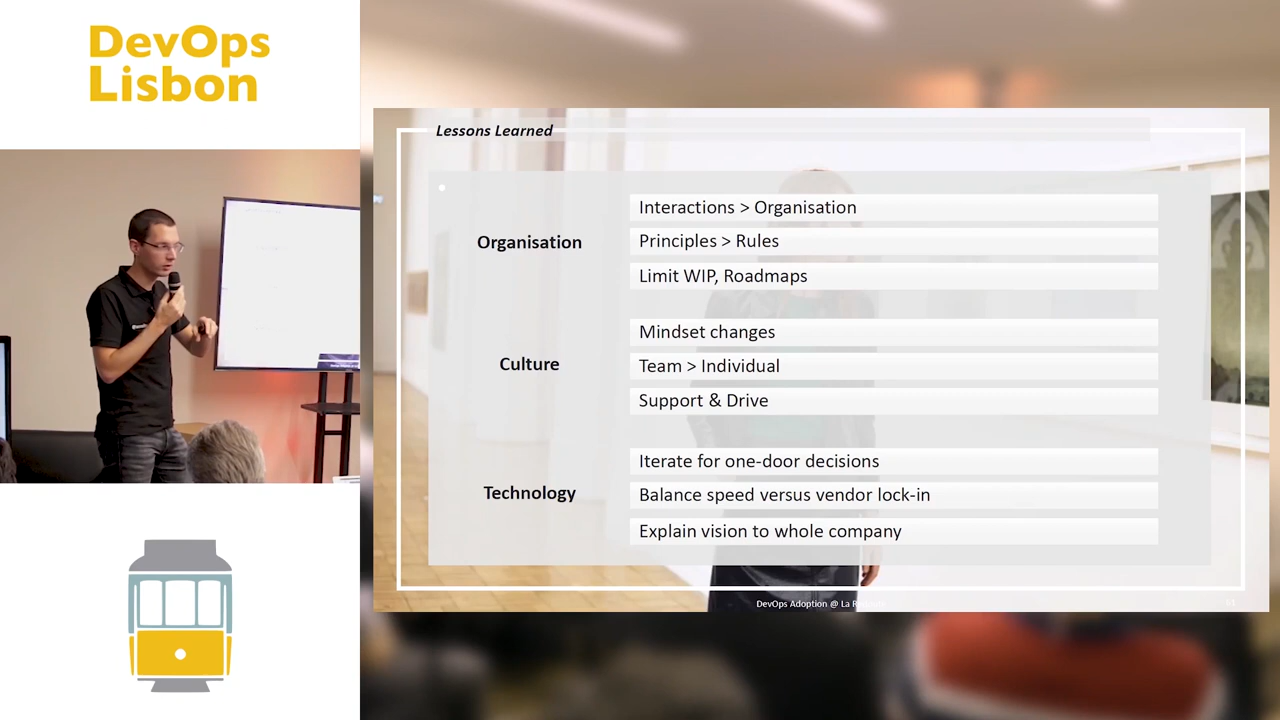 DevOps
Lisbon
Lessons Learned
Organisation
Interactions > Organisation
Principles > Rules
Limit WIP, Roadmaps
Culture
Mindset changes
Team > Individual
Support & Drive
Technology
Iterate for one-door decisions
Balance speed versus vendor lock-in
Explain vision to whole company
DevOps Adoption @ La